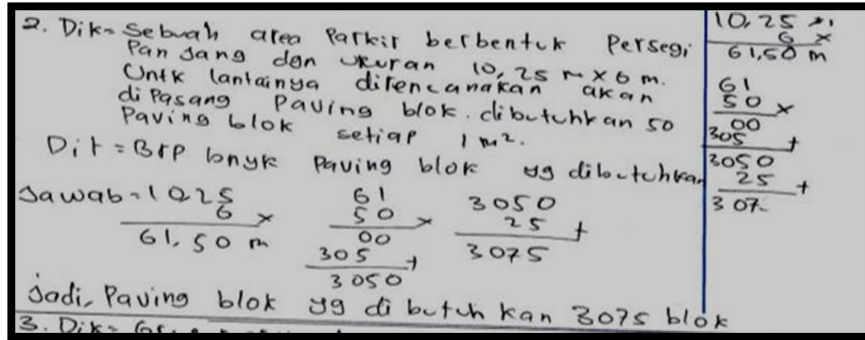 2. Dik = Sebuah area Parkir berbentuk Persegi
Panjang dgn Ukuran 10,25 m x 6 m.
Untk lantainya direncanakan akan
di Pasang Paving blok. dibutuhkan 50
Paving blok setiap 1 m².
Dit = Brp bnyk Paving blok yg dibutuhkan
Jawab = 10,25
6 x
61,50 m
61
50 x
00
305 +
3050
3050
25 +
3075
Jadi, Paving blok yg di butuh kan 3075 blok
3. Dik =
10,25 m
6 x
61,50 m
61
50 x
00
305 +
3050
25 +
307